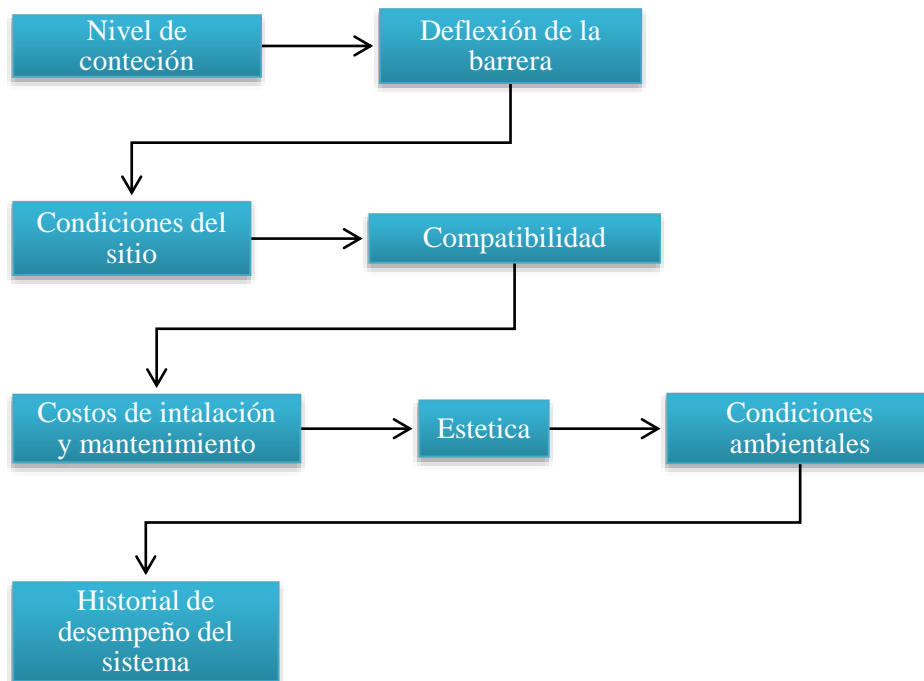 Nivel de
conteción
Deflexión de la
barrera
Condiciones del
sitio
Compatibilidad
Costos de intalación
y mantenimiento
Estetica
Condiciones
ambientales
Historial de
desempeño del
sistema